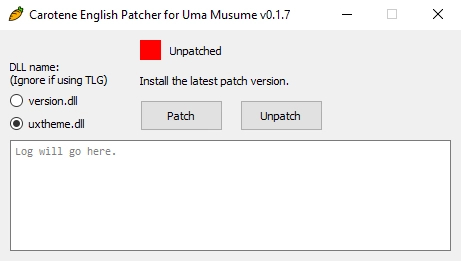 Carotene English Patcher for Uma Musume v0.1.7
Unpatched
DLL name:
(Ignore if using TLG)
Install the latest patch version.
version.dll
uxtheme.dll
Patch
Unpatch
Log will go here.